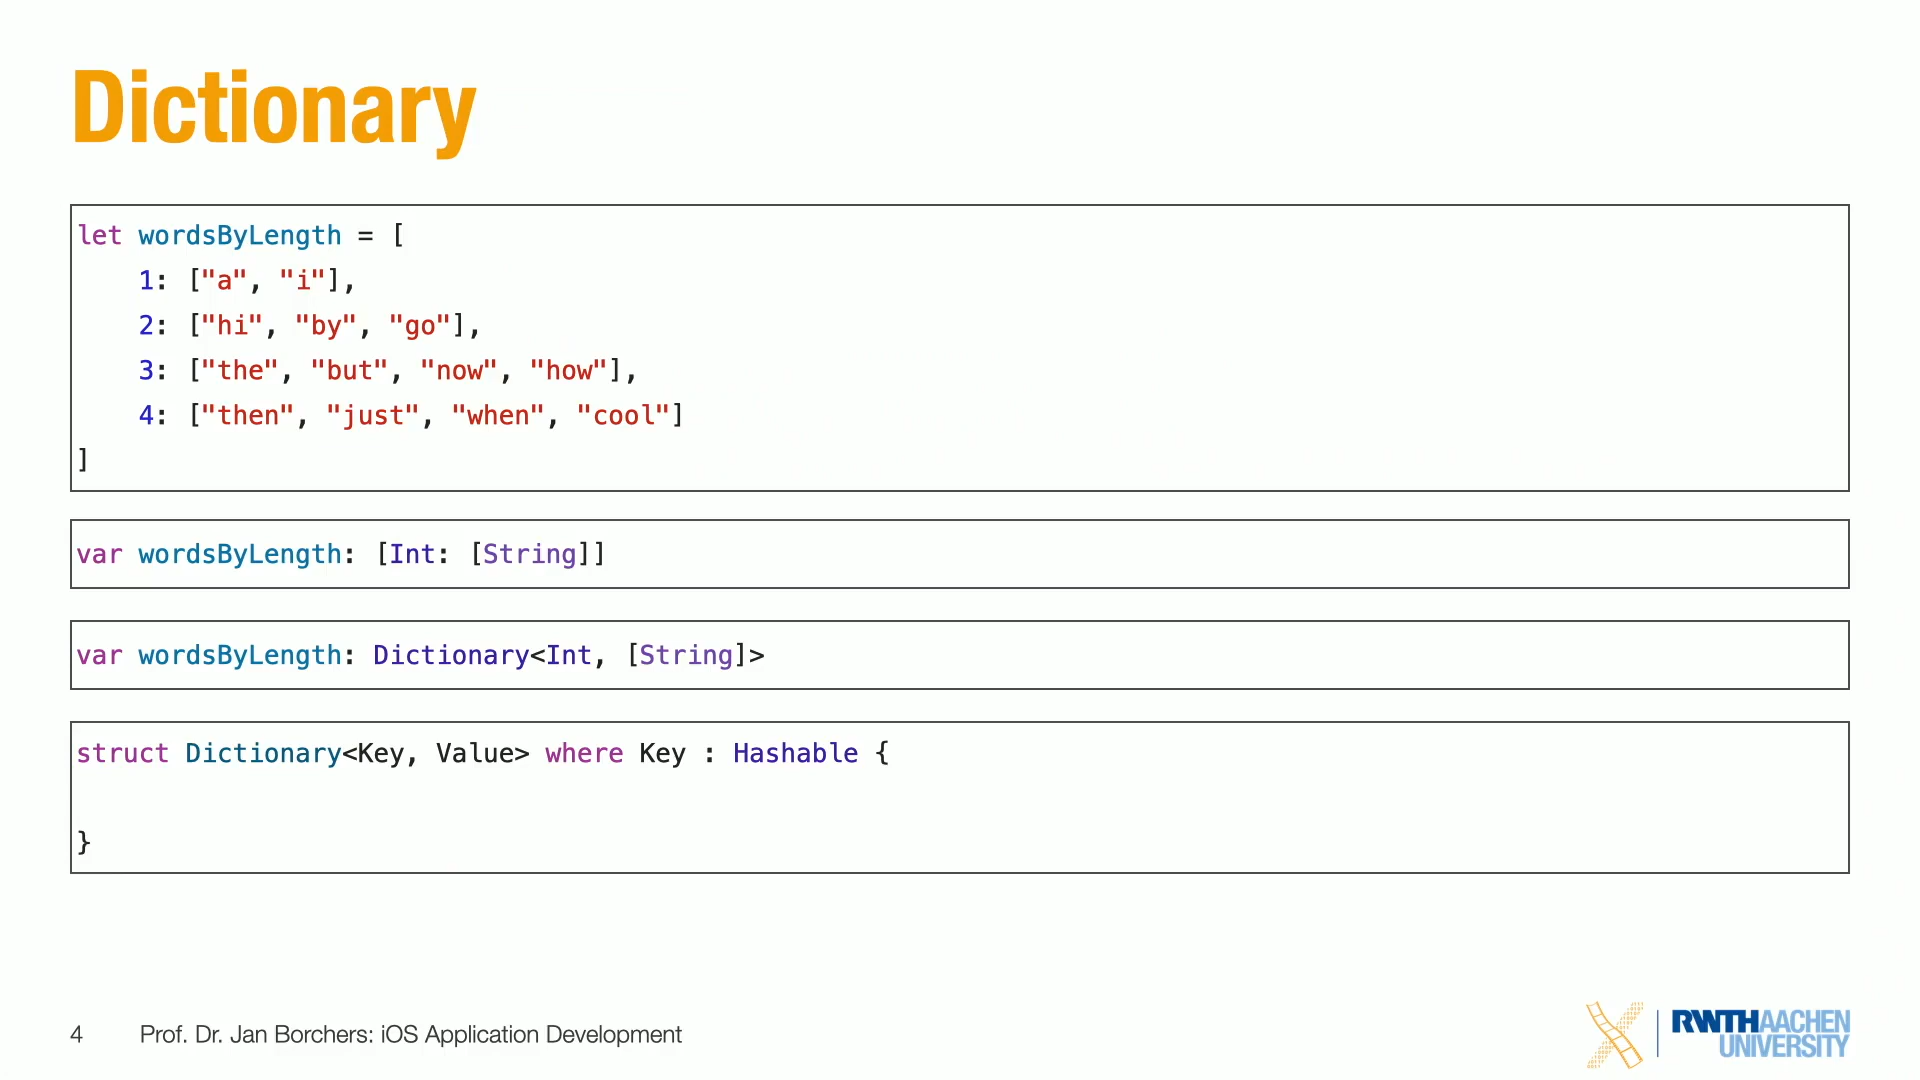 Dictionary
let wordsByLength = [
    1: ["a", "i"],
    2: ["hi", "by", "go"],
    3: ["the", "but", "now", "how"],
    4: ["then", "just", "when", "cool"]
]
var wordsByLength: [Int: [String]]
var wordsByLength: Dictionary<Int, [String]>
struct Dictionary<Key, Value> where Key : Hashable {
}
4 Prof. Dr. Jan Borchers: iOS Application Development
RWTHAACHEN
UNIVERSITY